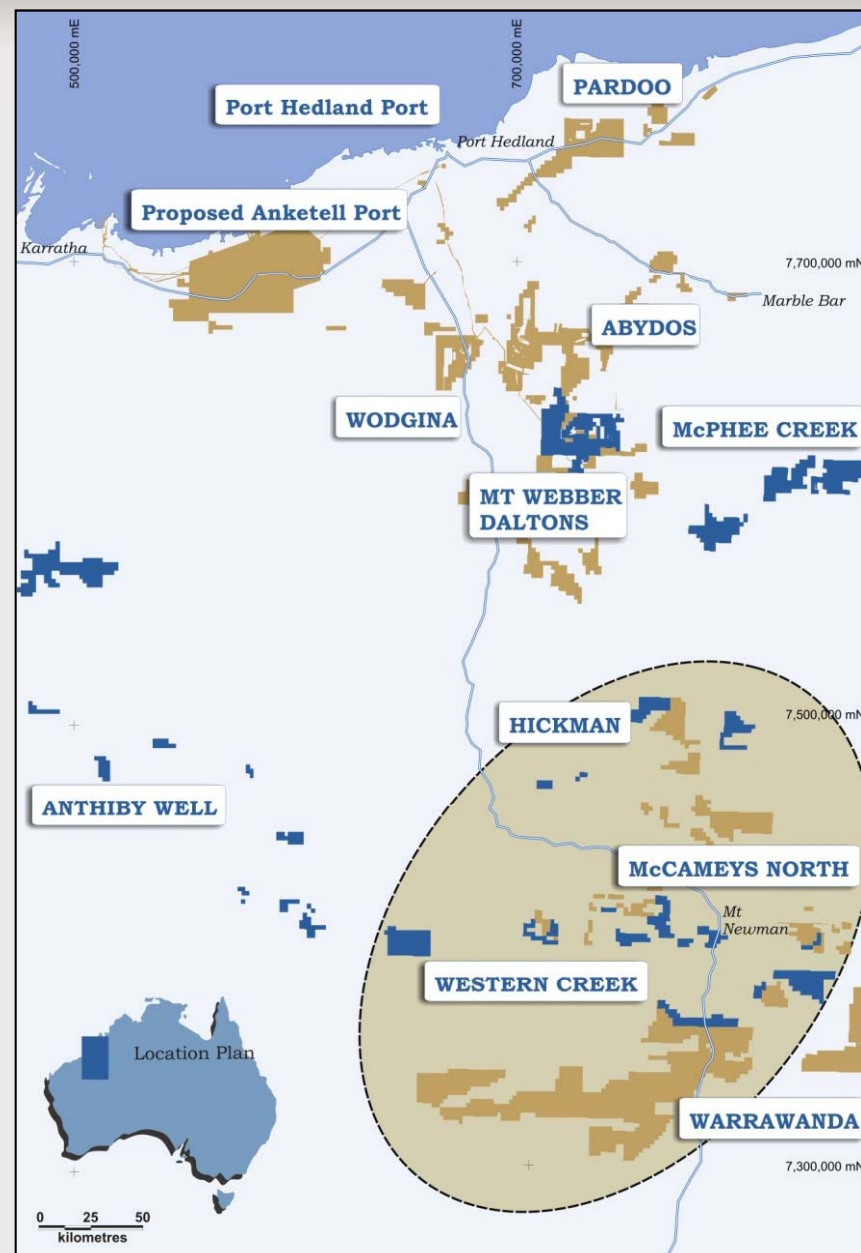 500,000 mE
700,000 mE
PARDOO
Port Hedland Port
Port Hedland
Proposed Anketell Port
Karratha
7,700,000 mN
Marble Bar
ABYDOS
WODGINA
McPHEE CREEK
MT WEBBER
DALTONS
HICKMAN
7,500,000 mN
ANTHIBY WELL
McCAMEYS NORTH
Mt
Newman
WESTERN CREEK
Location Plan
WARRAWANDA
7,300,000 mN
0 25 50
kilometres